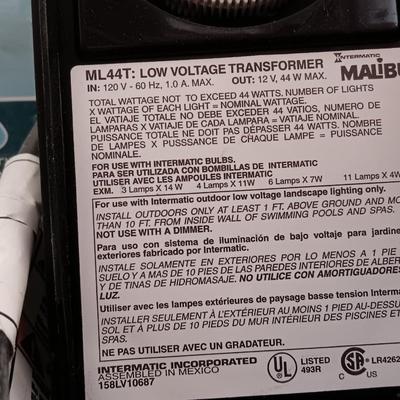 INTERMATIC
MALIBU
ML44T: LOW VOLTAGE TRANSFORMER
IN: 120 V - 60 Hz, 1.0 A. MAX. OUT: 12 V, 44 W MAX.
TOTAL WATTAGE NOT TO EXCEED 44 WATTS. NUMBER OF LIGHTS
X WATTAGE OF EACH LIGHT = NOMINAL WATTAGE.
EL VATIAJE TOTALE NO DEBE EXCEDER 44 VATIOS, NUMERO DE
LAMPARAS X VATIAJE DE CADA LAMPARA = VATIAJE TOTAL.
PUISSANCE TOTALE NE DOIT PAS DÉPASSER 44 WATTS. NOMBRE
DE LAMPES X PUSSSANCE DE CHAQUE LAMPE = PUISSANCE
NOMINALE.
FOR USE WITH INTERMATIC BULBS.
PARA SER UTILIZADA CON BOMBILLAS DE INTERMATIC
UTILISER AVEC LES AMPOULES INTERMATIC
EXM. 3 Lamps X 14 W 4 Lamps X 11W 6 Lamps X 7W 11 Lamps X 4W
For use with Intermatic outdoor low voltage landscape lighting only.
INSTALL OUTDOORS ONLY AT LEAST 1 FT. ABOVE GROUND AND MO
THAN 10 FT. FROM INSIDE WALL OF SWIMMING POOLS AND SPAS.
NOT USE WITH A DIMMER.
Para uso con sistema de iluminación de bajo voltaje para jardine
exteriores fabricado por Intermatic.
INSTALE SOLAMENTE EN EXTERIORES POR LO MENOS A 1 PIE
SUELO Y A MAS DE 10 PIES DE LAS PAREDES INTERIORES DE ALBER
Y DE TINAS DE HIDROMASAJE. NO UTILICE CON AMORTIGUADORES
LUZ.
Utiliser avec les lampes extérieures de paysage basse tension Interma
INSTALLER SEULEMENT À L'EXTÉRIEUR AU MOINS 1 PIED AU-DESSU
SOL ET À PLUS DE 10 PIEDS DU MUR INTÉRIEUR DES PISCINES ET
SPAS.
NE PAS UTILISER AVEC UN GRADATEUR.
INTERMATIC INCORPORATED
ASSEMBLED IN MEXICO
158LV10687
UL LISTED
493R
C SA LR4262